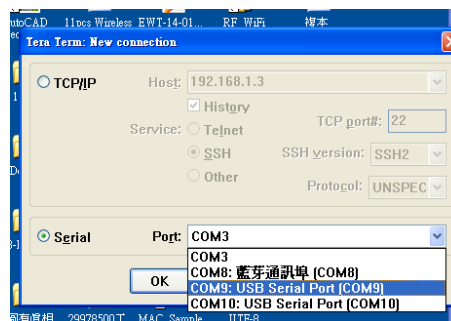 utoCAD 11pcs Wireless EWT-14-01... RF WiFi 複本
Tera Term: New connection
TCP/IP Host: 192.168.1.3
History
Service: Telnet TCP port#: 22
SSH SSH version: SSH2
Other Protocol: UNSPEC
Serial Port: COM3
COM3
COM8: 藍芽通訊埠 (COM8)
COM9: USB Serial Port (COM9)
COM10: USB Serial Port (COM10)
OK
29978500T MAC Sample UTF-8